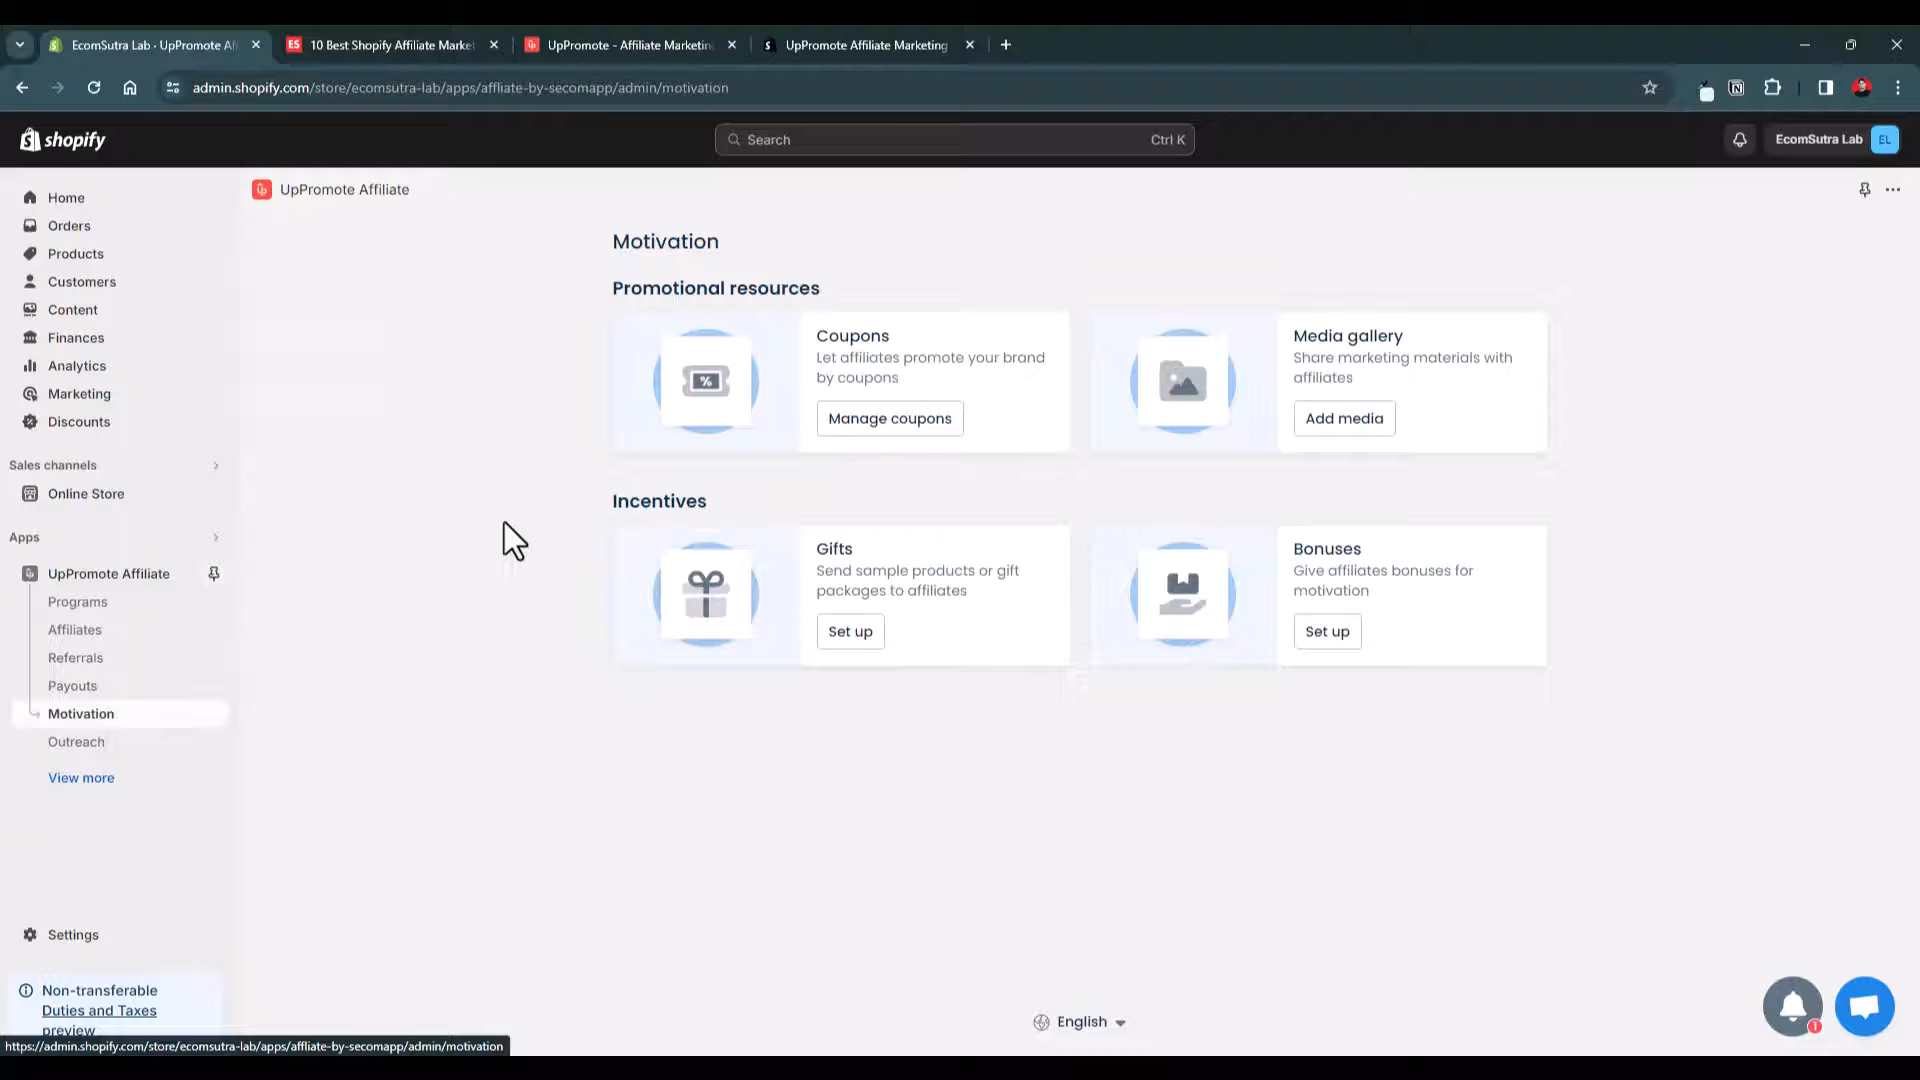 EcomSutra Lab · UpPromote Af
10 Best Shopify Affiliate Marke
UpPromote - Affiliate Marketin
UpPromote Affiliate Marketing
admin.shopify.com/store/ecomsutra-lab/apps/affliate-by-secomapp/admin/motivation
shopify
Search
Ctrl K
EcomSutra Lab
EL
UpPromote Affiliate
Home
Orders
Products
Customers
Content
Finances
Analytics
Marketing
Discounts
Sales channels
Online Store
Apps
UpPromote Affiliate
Programs
Affiliates
Referrals
Payouts
Motivation
Outreach
View more
Settings
Non-transferable
Duties and Taxes
preview
https://admin.shopify.com/store/ecomsutra-lab/apps/affliate-by-secomapp/admin/motivation
Motivation
Promotional resources
Coupons
Let affiliates promote your brand
by coupons
Manage coupons
Media gallery
Share marketing materials with
affiliates
Add media
Incentives
Gifts
Send sample products or gift
packages to affiliates
Set up
Bonuses
Give affiliates bonuses for
motivation
Set up
English
1